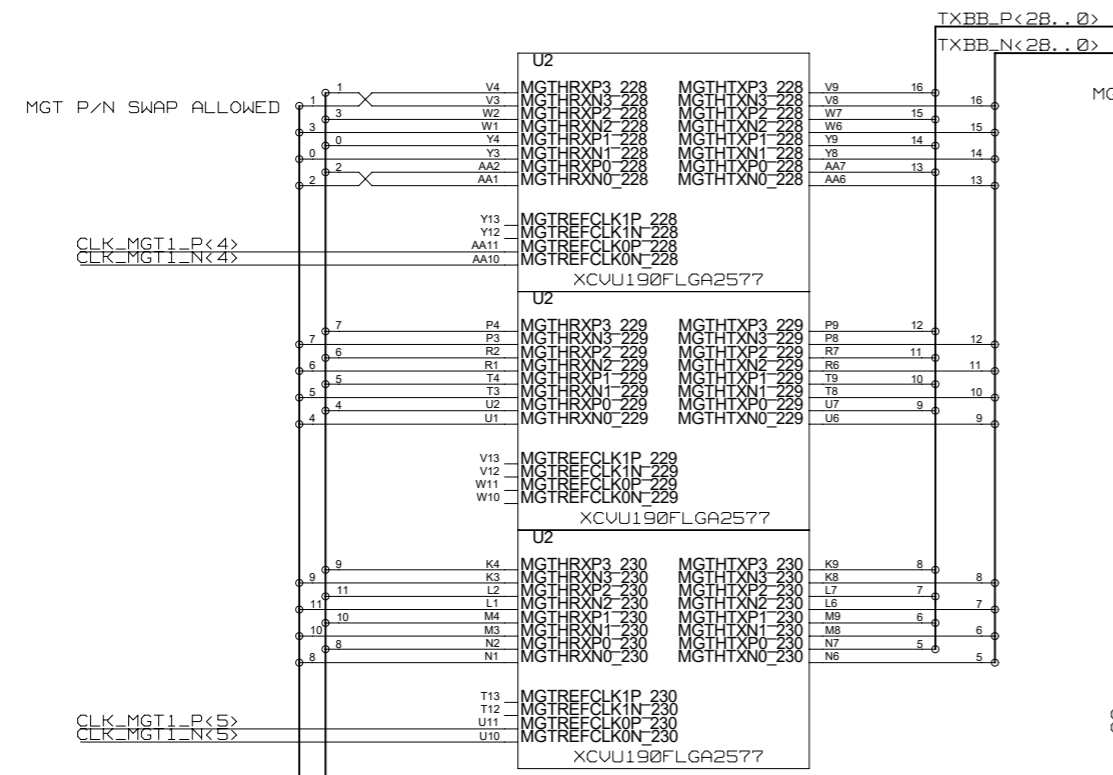 TXBB_P<28..0>
TXBB_N<28..0>
MGT P/N SWAP ALLOWED
MG
U2
1 V4 MGTHRXP3_228 MGTHTXP3_228 V9 16
1 V3 MGTHRXN3_228 MGTHTXN3_228 V8 16
3 W2 MGTHRXP2_228 MGTHTXP2_228 W7 15
3 W1 MGTHRXN2_228 MGTHTXN2_228 W6 15
0 Y4 MGTHRXP1_228 MGTHTXP1_228 Y9 14
0 Y3 MGTHRXN1_228 MGTHTXN1_228 Y8 14
2 AA2 MGTHRXP0_228 MGTHTXP0_228 AA7 13
2 AA1 MGTHRXN0_228 MGTHTXN0_228 AA6 13
Y13 MGTREFCLK1P_228
Y12 MGTREFCLK1N_228
CLK_MGT1_P<4> AA11 MGTREFCLK0P_228
CLK_MGT1_N<4> AA10 MGTREFCLK0N_228
XCVU190FLGA2577
U2
7 P4 MGTHRXP3_229 MGTHTXP3_229 P9 12
7 P3 MGTHRXN3_229 MGTHTXN3_229 P8 12
6 R2 MGTHRXP2_229 MGTHTXP2_229 R7 11
6 R1 MGTHRXN2_229 MGTHTXN2_229 R6 11
5 T4 MGTHRXP1_229 MGTHTXP1_229 T9 10
5 T3 MGTHRXN1_229 MGTHTXN1_229 T8 10
4 U2 MGTHRXP0_229 MGTHTXP0_229 U7 9
4 U1 MGTHRXN0_229 MGTHTXN0_229 U6 9
V13 MGTREFCLK1P_229
V12 MGTREFCLK1N_229
W11 MGTREFCLK0P_229
W10 MGTREFCLK0N_229
XCVU190FLGA2577
U2
9 K4 MGTHRXP3_230 MGTHTXP3_230 K9 8
9 K3 MGTHRXN3_230 MGTHTXN3_230 K8 8
11 L2 MGTHRXP2_230 MGTHTXP2_230 L7 7
11 L1 MGTHRXN2_230 MGTHTXN2_230 L6 7
10 M4 MGTHRXP1_230 MGTHTXP1_230 M9 6
10 M3 MGTHRXN1_230 MGTHTXN1_230 M8 6
8 N2 MGTHRXP0_230 MGTHTXP0_230 N7 5
8 N1 MGTHRXN0_230 MGTHTXN0_230 N6 5
T13 MGTREFCLK1P_230
T12 MGTREFCLK1N_230
CLK_MGT1_P<5> U11 MGTREFCLK0P_230
CLK_MGT1_N<5> U10 MGTREFCLK0N_230
XCVU190FLGA2577